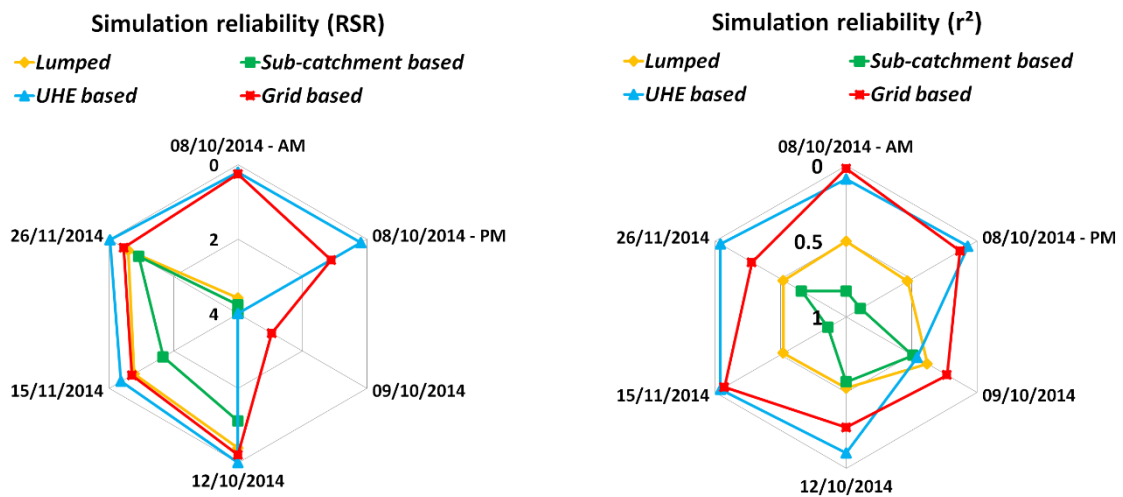 Simulation reliability (RSR)
Lumped
Sub-catchment based
UHE based
Grid based
08/10/2014 - AM
0
08/10/2014 - PM
26/11/2014
2
4
15/11/2014
09/10/2014
12/10/2014
Simulation reliability (r²)
Lumped
Sub-catchment based
UHE based
Grid based
08/10/2014 - AM
0
26/11/2014
0.5
08/10/2014 - PM
1
15/11/2014
09/10/2014
12/10/2014